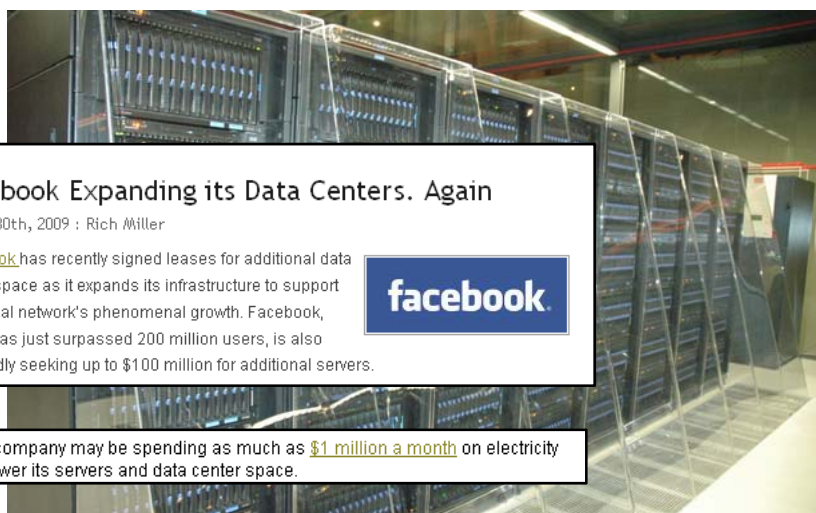 book Expanding its Data Centers. Again
30th, 2009 : Rich Miller
ok has recently signed leases for additional data
space as it expands its infrastructure to support
al network's phenomenal growth. Facebook,
as just surpassed 200 million users, is also
dly seeking up to $100 million for additional servers.
facebook
company may be spending as much as $1 million a month on electricity
wer its servers and data center space.